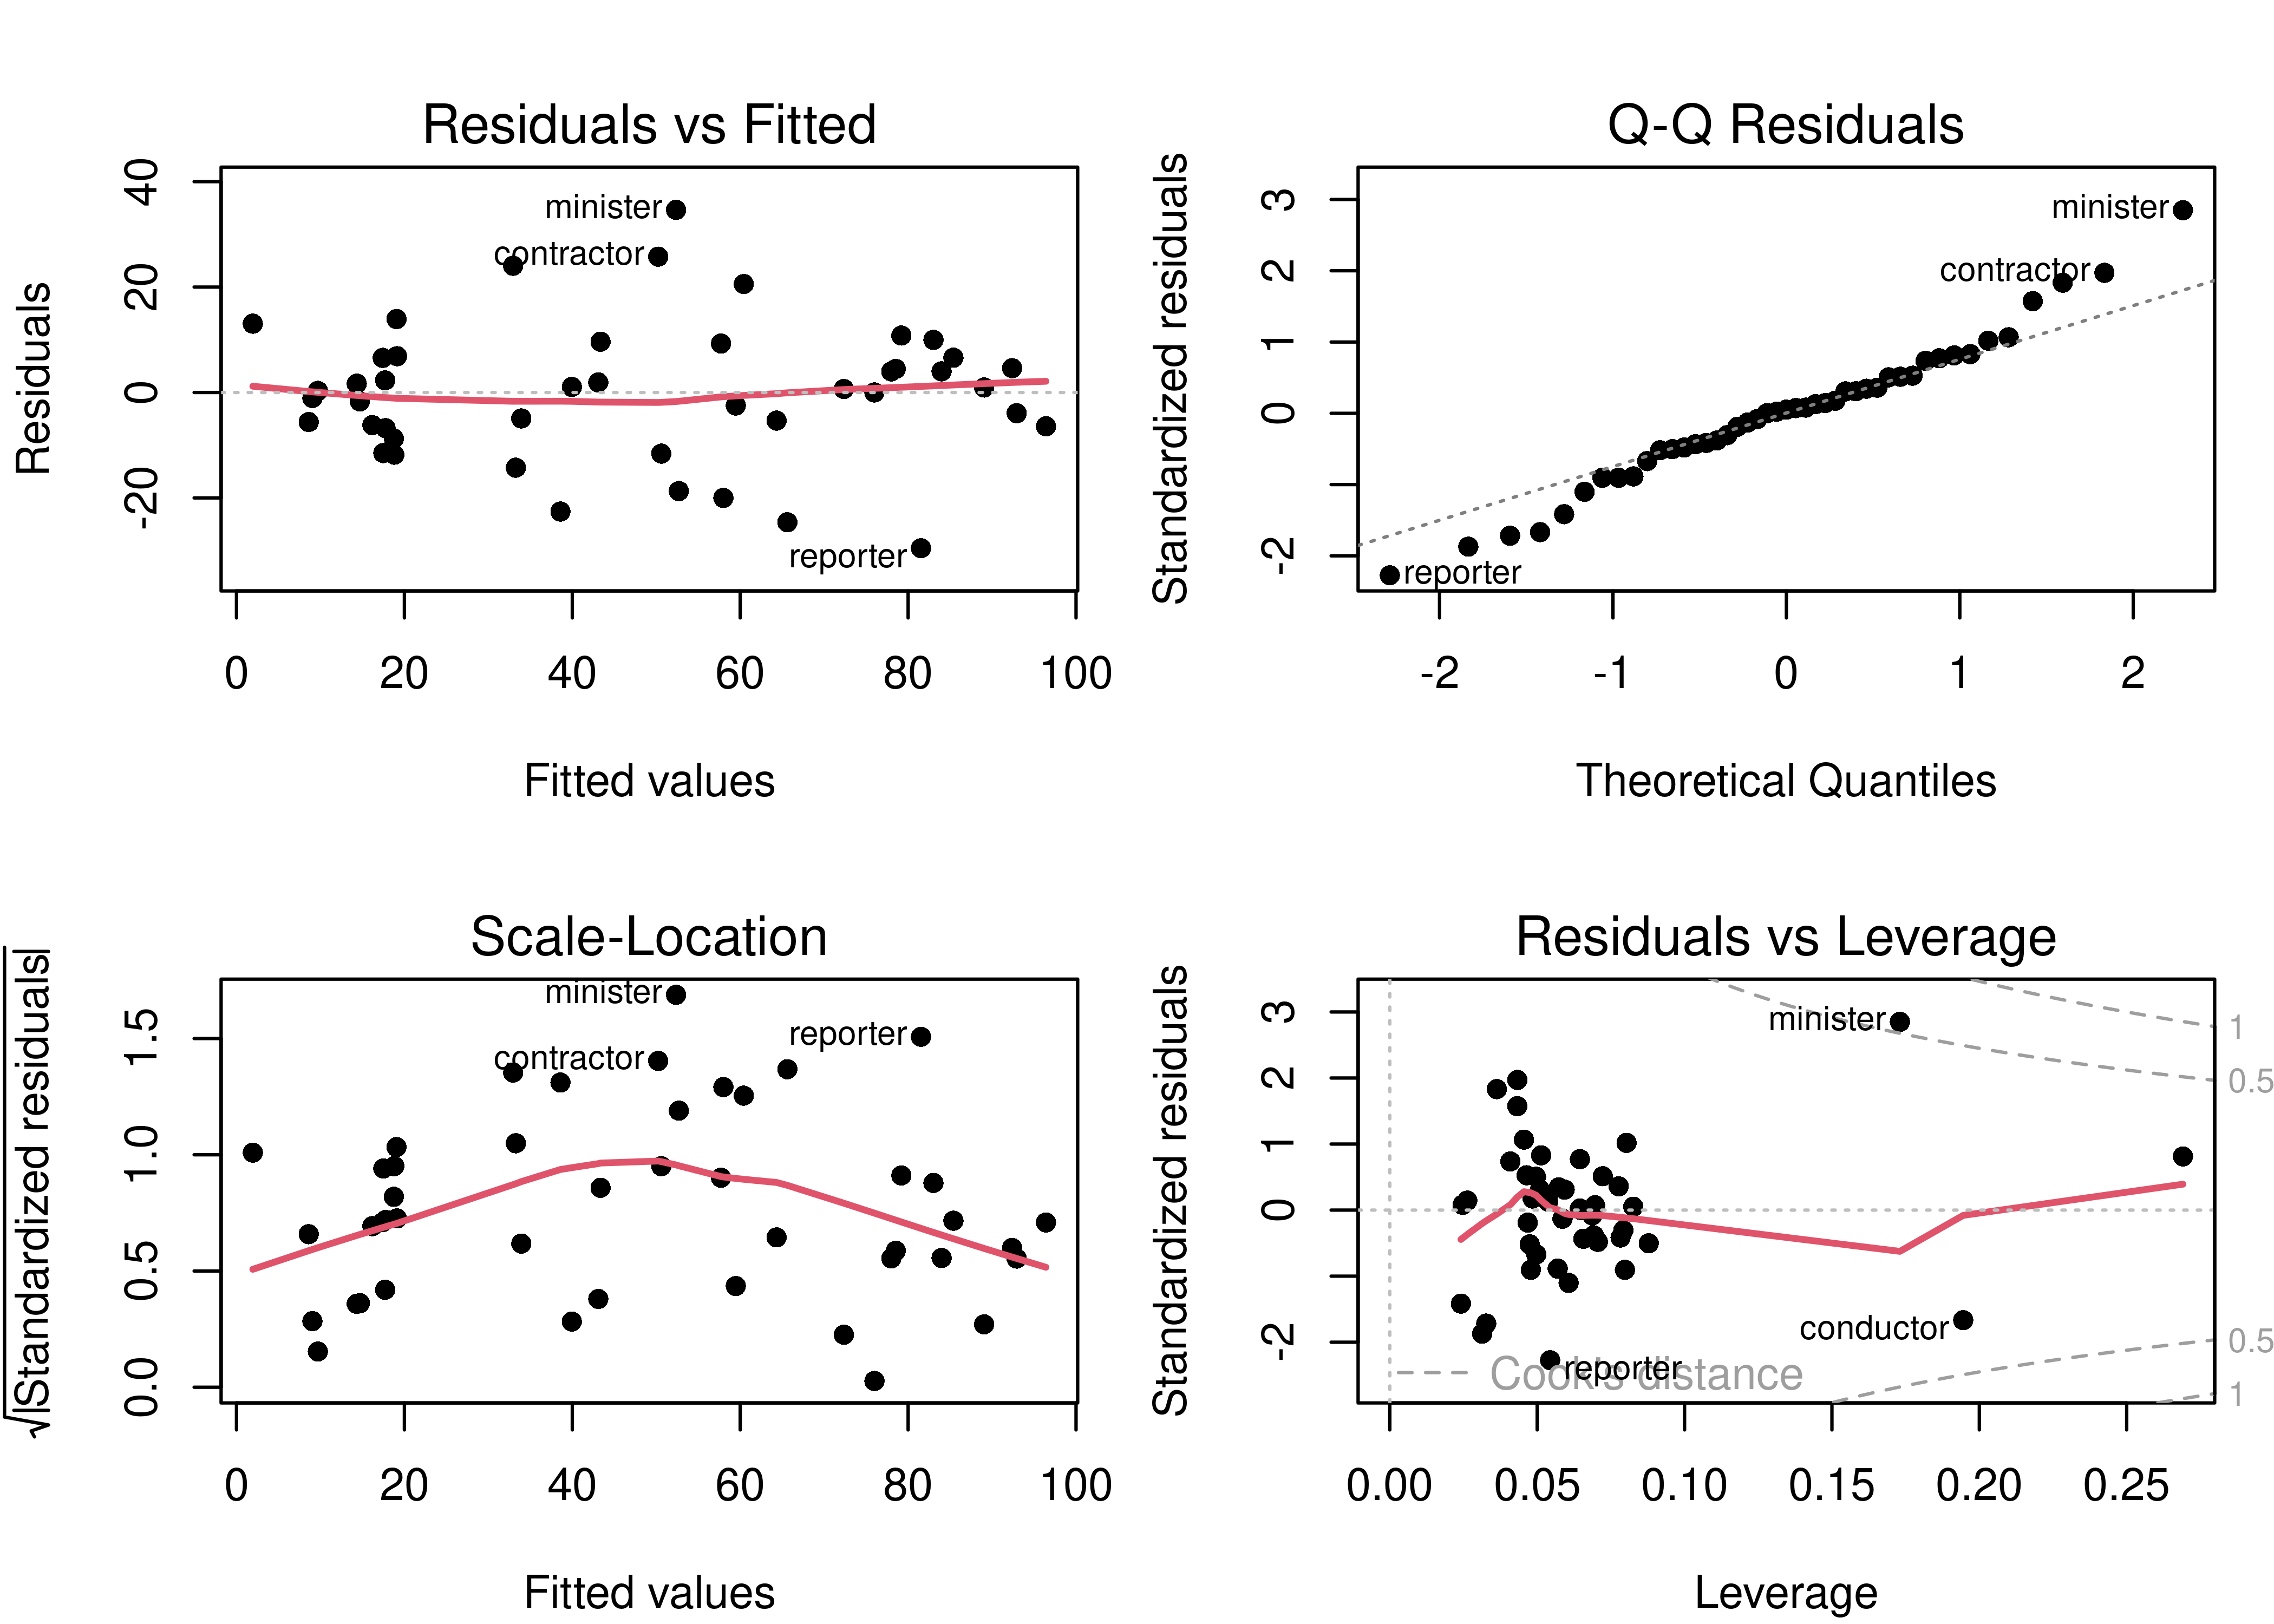 Residuals vs Fitted
Residuals
40
20
0
-20
minister
contractor
reporter
0 20 40 60 80 100
Fitted values
Q-Q Residuals
Standardized residuals
3
2
1
0
-2
minister
contractor
reporter
-2 -1 0 1 2
Theoretical Quantiles
Scale-Location
√|Standardized residuals|
1.5
1.0
0.5
0.0
minister
reporter
contractor
0 20 40 60 80 100
Fitted values
Residuals vs Leverage
Standardized residuals
3
2
1
0
-2
minister
conductor
reporter
Cook's distance
1
0.5
0.5
1
0.00 0.05 0.10 0.15 0.20 0.25
Leverage